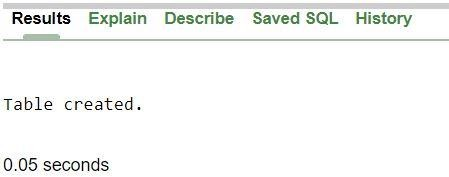 Results Explain Describe Saved SQL History
Table created.
0.05 seconds